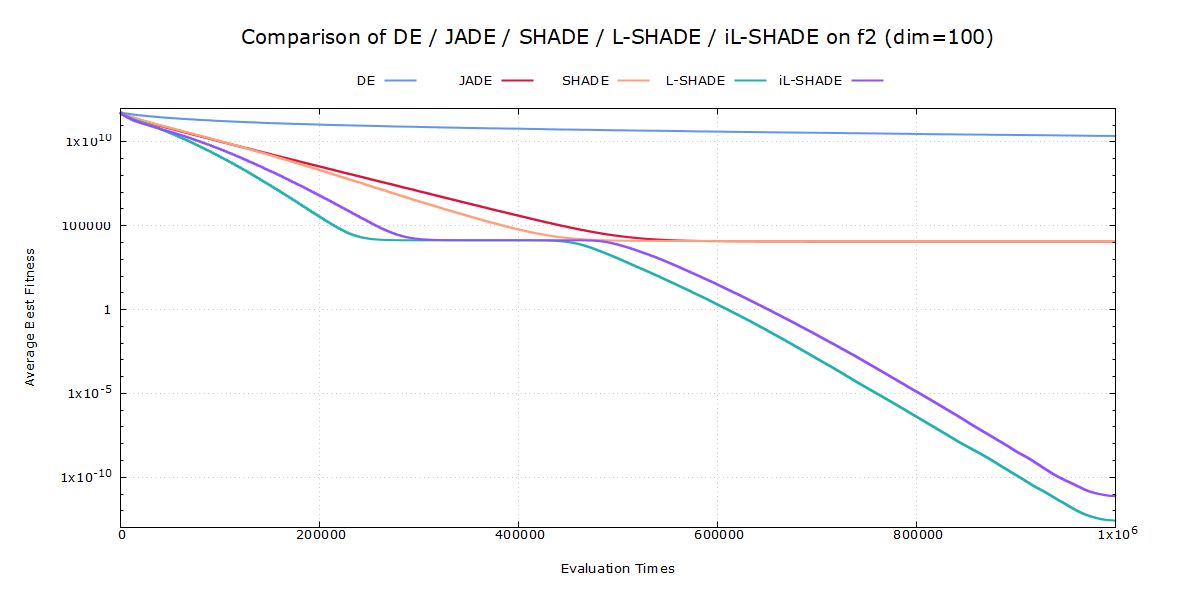 Comparison of DE / JADE / SHADE / L-SHADE / iL-SHADE on f2 (dim=100)
DE JADE SHADE L-SHADE iL-SHADE
1x10^10
100000
1
1x10^-5
1x10^-10
Average Best Fitness
0 200000 400000 600000 800000 1x10^6
Evaluation Times